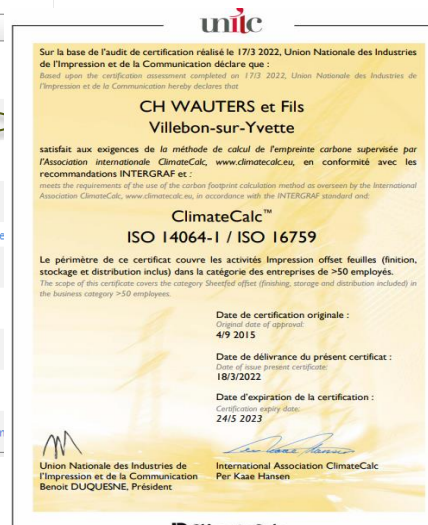 unitc
Sur la base de l'audit de certification réalisé le 17/3 2022, Union Nationale des Industries
de l'Impression et de la Communication déclare que :
Based upon the certification assessment completed on 17/3 2022, Union Nationale des Industries de
l'Impression et de la Communication hereby declares that
CH WAUTERS et Fils
Villebon-sur-Yvette
satisfait aux exigences de la méthode de calcul de l'empreinte carbone supervisée par
l'Association internationale ClimateCalc, www.climatecalc.eu, en conformité avec les
recommandations INTERGRAF et :
meets the requirements of the use of the carbon footprint calculation method as overseen by the International
Association ClimateCalc, www.climatecalc.eu, in accordance with the INTERGRAF standard and:
ClimateCalc™
ISO 14064-1 / ISO 16759
Le périmètre de ce certificat couvre les activités Impression offset feuilles (finition,
stockage et distribution inclus) dans la catégorie des entreprises de >50 employés.
The scope of this certificate covers the category Sheetfed offset (finishing, storage and distribution included) in
the business category >50 employees.
Date de certification originale :
Original date of approval:
4/9 2015
Date de délivrance du présent certificat :
Date of issue present certificate:
18/3/2022
Date d'expiration de la certification :
Certification expiry date:
24/5 2023
Union Nationale des Industries de
l'Impression et de la Communication
Benoit DUQUESNE, Président
International Association ClimateCalc
Per Kaae Hansen